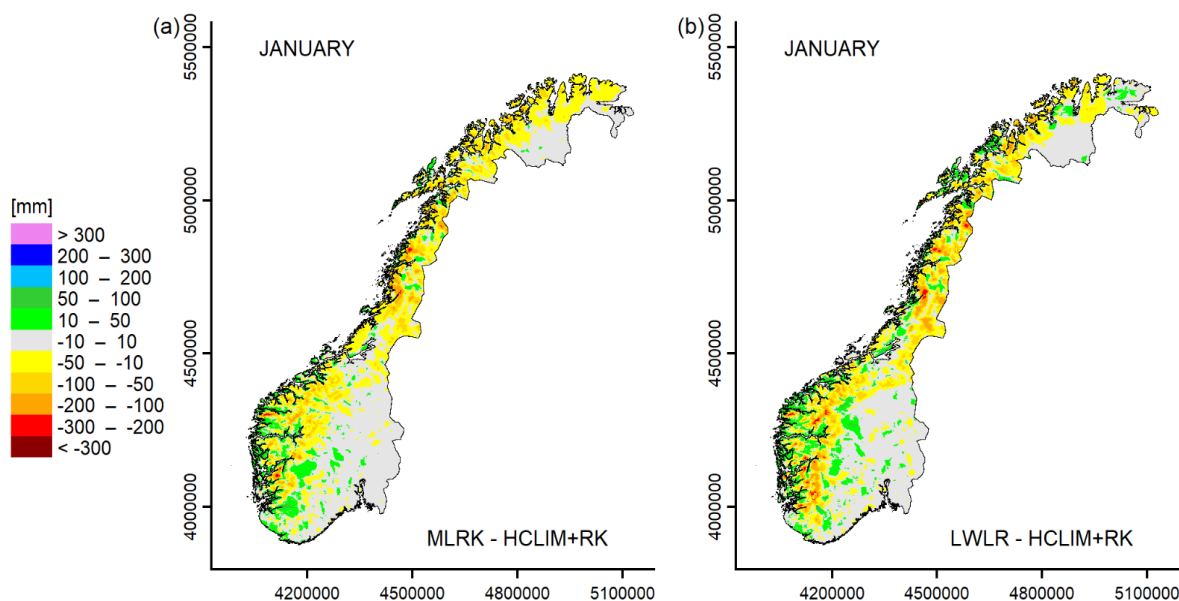 (a)
JANUARY
5500000
5000000
4500000
4000000
4200000 4500000 4800000 5100000
MLRK - HCLIM+RK
[mm]
> 300
200 – 300
100 – 200
50 – 100
10 – 50
-10 – 10
-50 – -10
-100 – -50
-200 – -100
-300 – -200
< -300
(b)
JANUARY
5500000
5000000
4500000
4000000
4200000 4500000 4800000 5100000
LWLR - HCLIM+RK